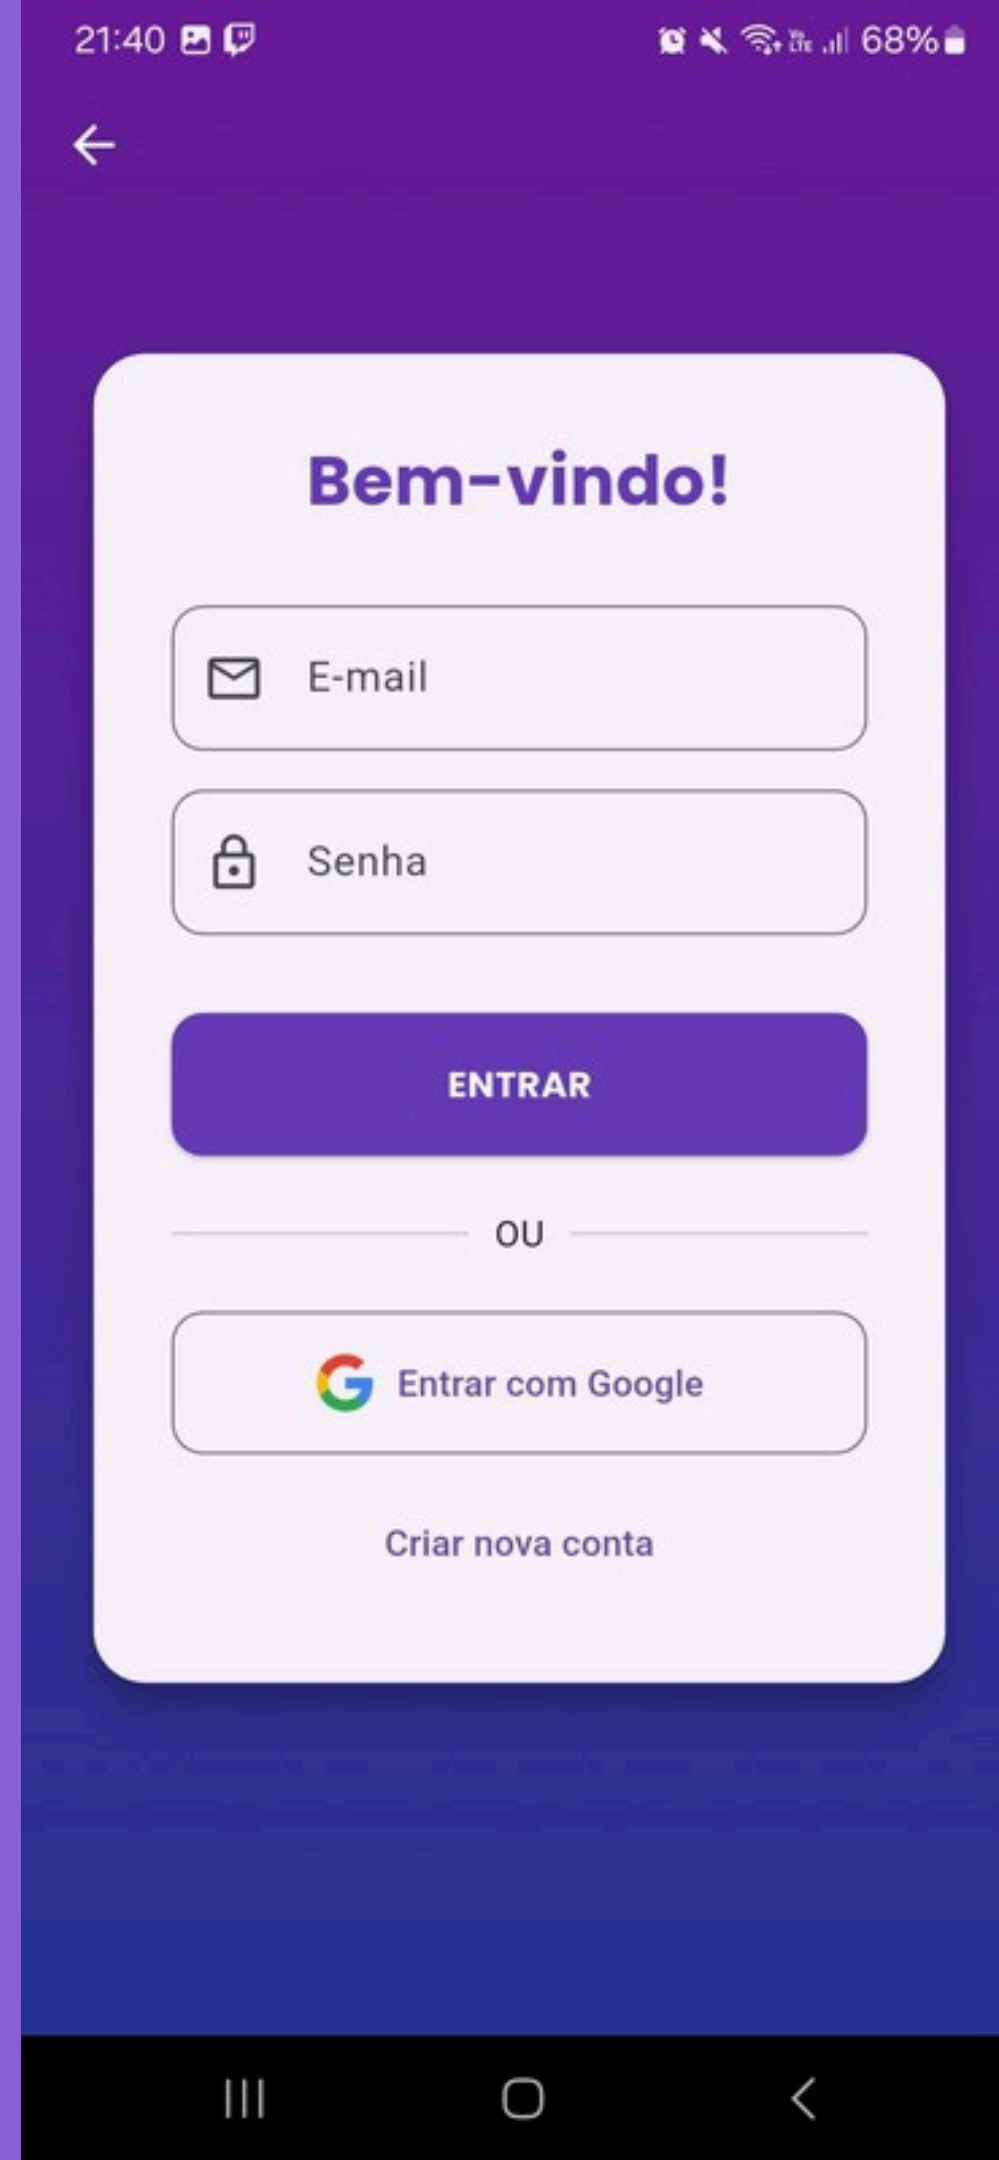 21:40 68%
Bem-vindo!
E-mail
Senha
ENTRAR
OU
Entrar com Google
Criar nova conta